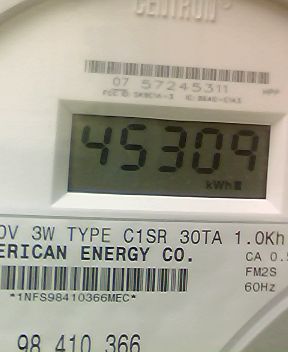 CENTRON®
07 57245311
45309
kWh
0V 3W TYPE C1SR 30TA 1.0Kh
ERICAN ENERGY CO.
CA 0.5
FM2S
*1NFS98410366MEC*
60Hz
98 410 366